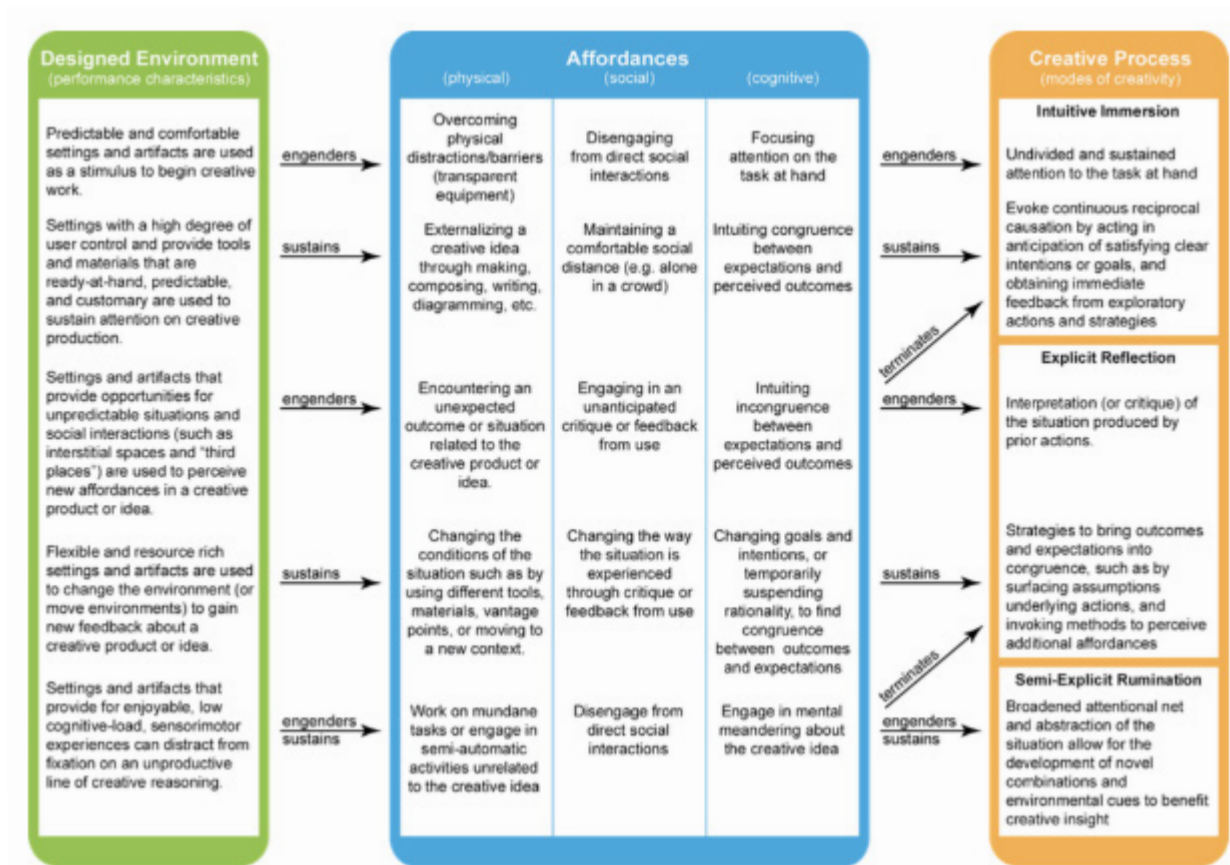 Designed Environment
(performance characteristics)
Predictable and comfortable
settings and artifacts are used
as a stimulus to begin creative
work.
Settings with a high degree of
user control and provide tools
and materials that are
ready-at-hand, predictable,
and customary are used to
sustain attention on creative
production.
Settings and artifacts that
provide opportunities for
unpredictable situations and
social interactions (such as
interstitial spaces and "third
places") are used to perceive
new affordances in a creative
product or idea.
Flexible and resource rich
settings and artifacts are used
to change the environment (or
move environments) to gain
new feedback about a
creative product or idea.
Settings and artifacts that
provide for enjoyable, low
cognitive-load, sensorimotor
experiences can distract from
fixation on an unproductive
line of creative reasoning.
engenders
sustains
engenders
sustains
engenders
sustains
Affordances
(physical)
(social)
(cognitive)
Overcoming
physical
distractions/barriers
(transparent
equipment)
Disengaging
from direct social
interactions
Focusing
attention on the
task at hand
Externalizing a
creative idea
through making,
composing, writing,
diagramming, etc.
Maintaining a
comfortable social
distance (e.g. alone
in a crowd)
Intuiting congruence
between
expectations and
perceived outcomes
Encountering an
unexpected
outcome or situation
related to the
creative product or
idea.
Engaging in an
unanticipated
critique or feedback
from use
Intuiting
incongruence
between
expectations and
perceived outcomes
Changing the
conditions of the
situation such as by
using different tools,
materials, vantage
points, or moving to
a new context.
Changing the way
the situation is
experienced
through critique or
feedback from use
Changing goals and
intentions, or
temporarily
suspending
rationality, to find
congruence
between outcomes
and expectations
Work on mundane
tasks or engage in
semi-automatic
activities unrelated
to the creative idea
Disengage from
direct social
interactions
Engage in mental
meandering about
the creative idea
engenders
sustains
terminates
engenders
sustains
terminates
engenders
sustains
Creative Process
(modes of creativity)
Intuitive Immersion
Undivided and sustained
attention to the task at hand
Evoke continuous reciprocal
causation by acting in
anticipation of satisfying clear
intentions or goals, and
obtaining immediate
feedback from exploratory
actions and strategies
Explicit Reflection
Interpretation (or critique) of
the situation produced by
prior actions.
Strategies to bring outcomes
and expectations into
congruence, such as by
surfacing assumptions
underlying actions, and
invoking methods to perceive
additional affordances
Semi-Explicit Rumination
Broadened attentional net
and abstraction of the
situation allow for the
development of novel
combinations and
environmental cues to benefit
creative insight